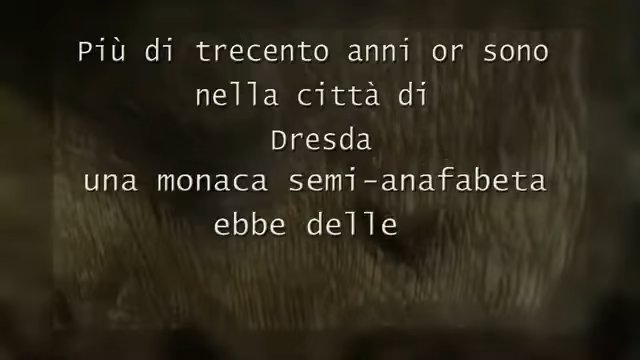 Più di trecento anni or sono
nella città di
Dresda
una monaca semi-anafabeta
ebbe delle